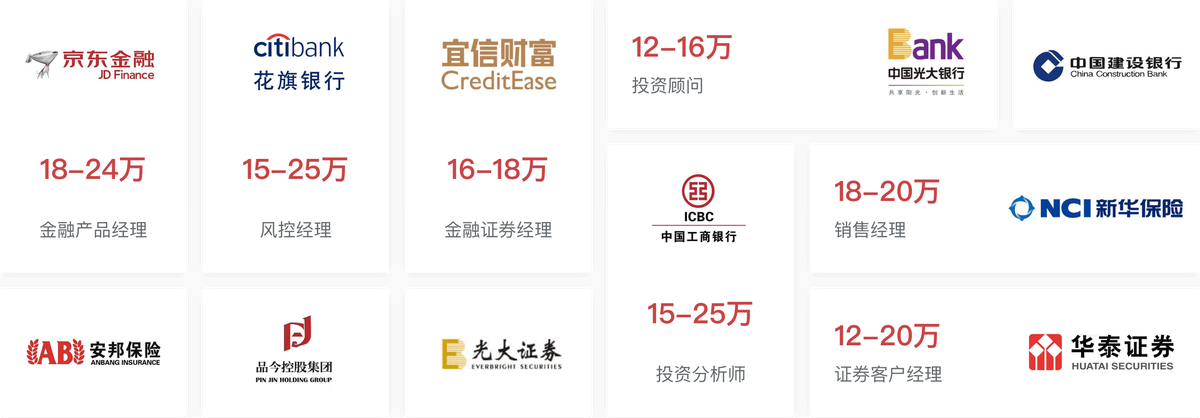 京东金融
JD Finance
18-24万
金融产品经理
citibank
花旗银行
15-25万
风控经理
宜信财富
CreditEase
16-18万
金融证券经理
12-16万
投资顾问
Bank
中国光大银行
共享阳光·创新生活
中国建设银行
China Construction Bank
ICBC
中国工商银行
15-25万
投资分析师
18-20万
销售经理
NCI新华保险
AB
安邦保险
ANBANG INSURANCE
品今控股集团
PIN JIN HOLDING GROUP
光大证券
EVERBRIGHT SECURITIES
12-20万
证券客户经理
华泰证券
HUATAI SECURITIES